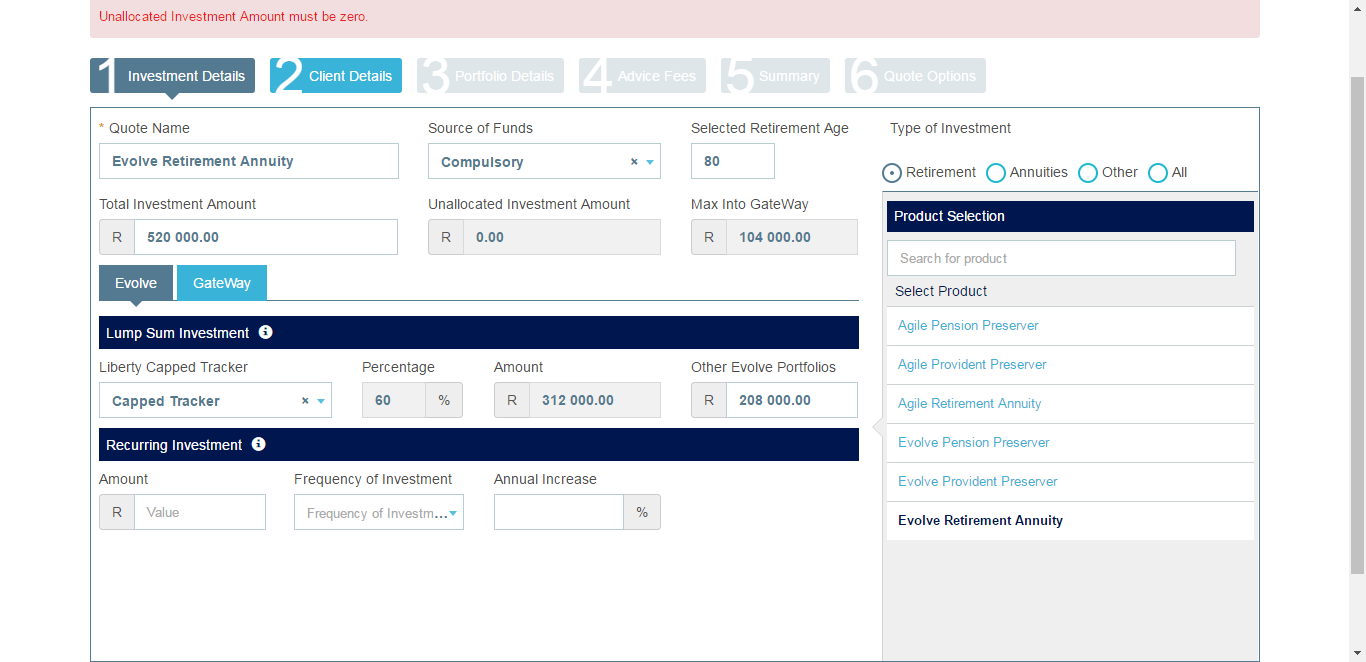 Unallocated Investment Amount must be zero.
1 Investment Details 2 Client Details 3 Portfolio Details 4 Advice Fees 5 Summary 6 Quote Options
* Quote Name Source of Funds Selected Retirement Age Type of Investment
Evolve Retirement Annuity Compulsory × 80
Retirement Annuities Other All
Total Investment Amount Unallocated Investment Amount Max Into GateWay
R 520 000.00 R 0.00 R 104 000.00
Product Selection
Search for product
Evolve GateWay
Select Product
Lump Sum Investment
Liberty Capped Tracker Percentage Amount Other Evolve Portfolios
Capped Tracker × 60 % R 312 000.00 R 208 000.00
Recurring Investment
Amount Frequency of Investment Annual Increase
R Value Frequency of Investm... %
Agile Pension Preserver
Agile Provident Preserver
Agile Retirement Annuity
Evolve Pension Preserver
Evolve Provident Preserver
Evolve Retirement Annuity